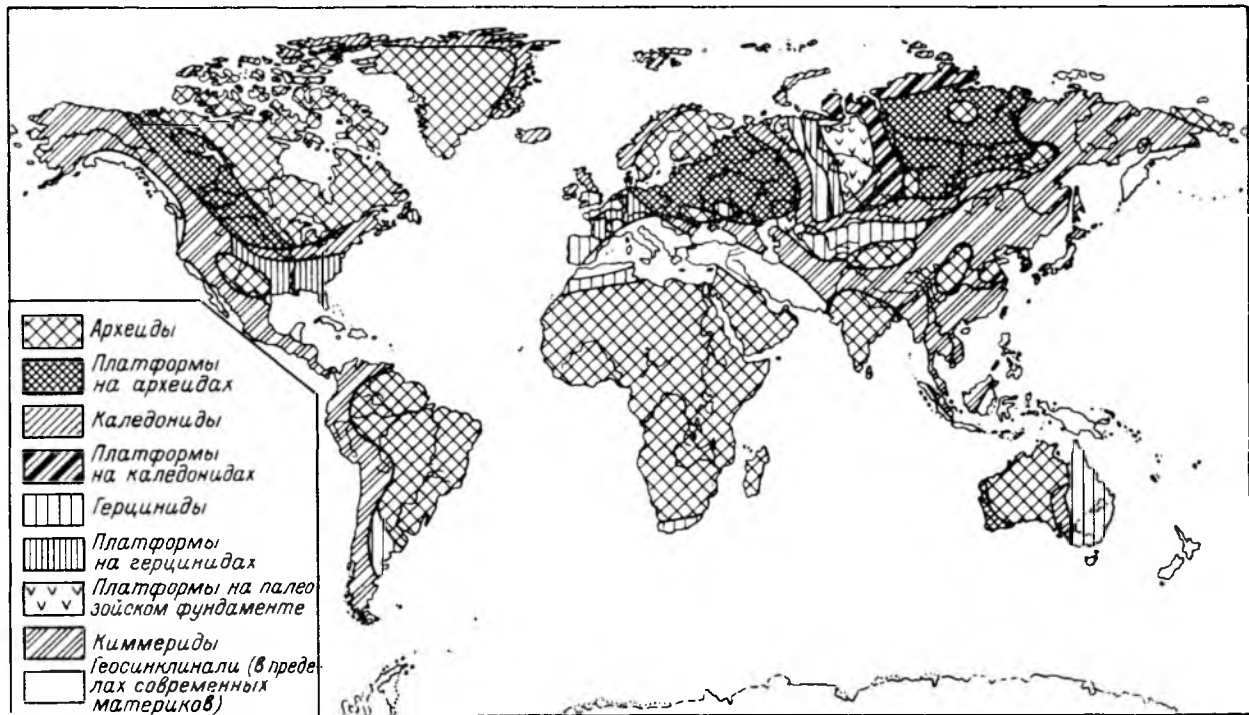 Археиды
Платформы
на археидах
Каледониды
Платформы
на каледонидах
Герциниды
Платформы
на герцинидах
Платформы на палео
зойском фундаменте
Киммериды
Геосинклинали (в преде-
лах современных
материков)